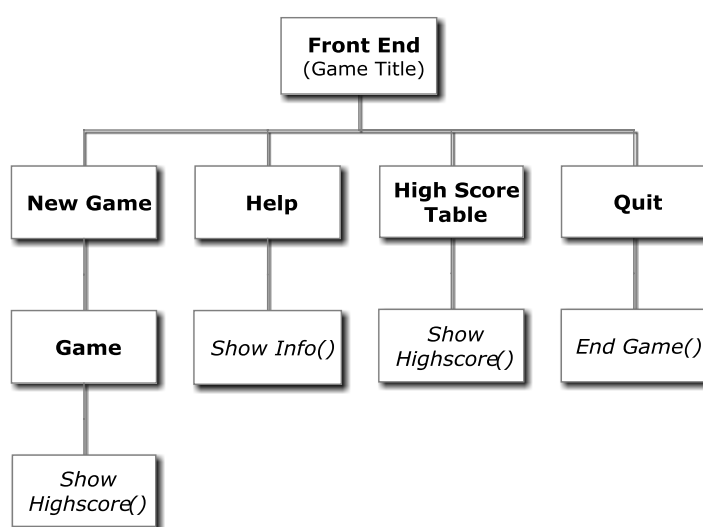 Front End
(Game Title)
New Game
Help
High Score
Table
Quit
Game
Show Info()
Show
Highscore()
End Game()
Show
Highscore()